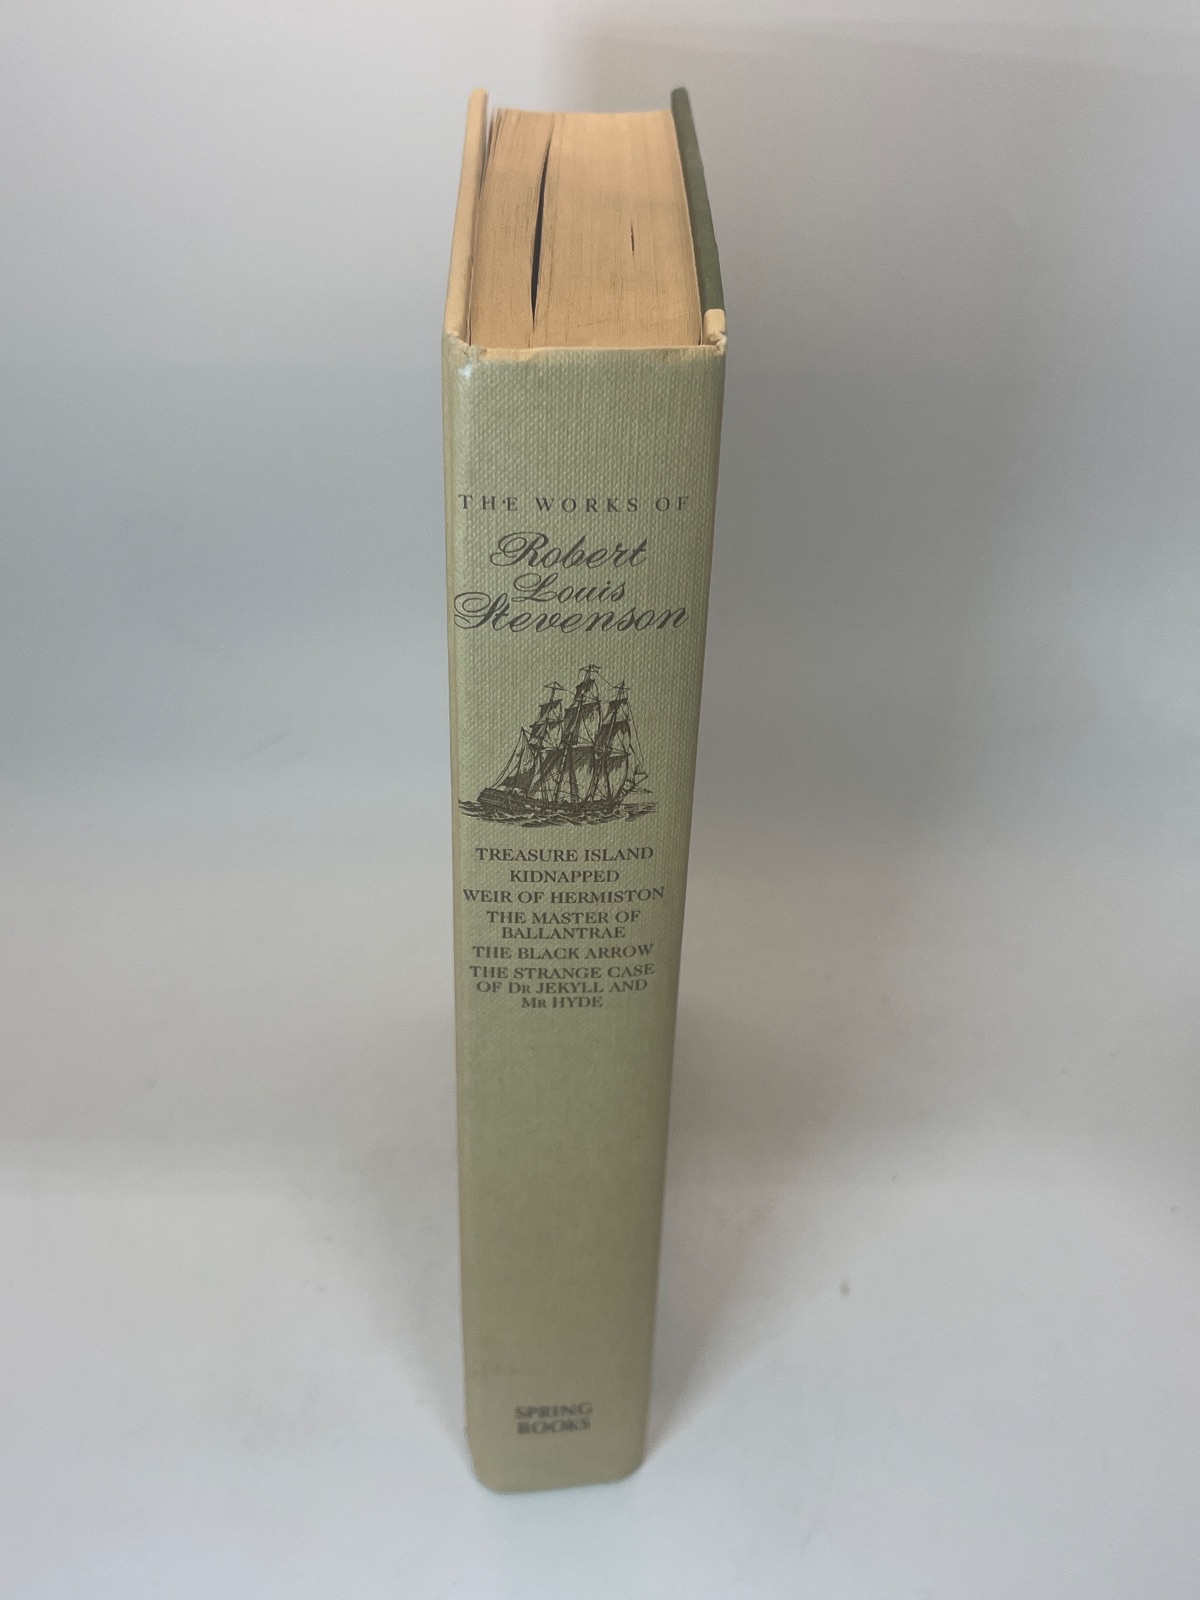 THE WORKS OF
Robert
Louis
Stevenson
TREASURE ISLAND
KIDNAPPED
WEIR OF HERMISTON
THE MASTER OF
BALLANTRAE
THE BLACK ARROW
THE STRANGE CASE
OF DR JEKYLL AND
MR HYDE
SPRING
BOOKS